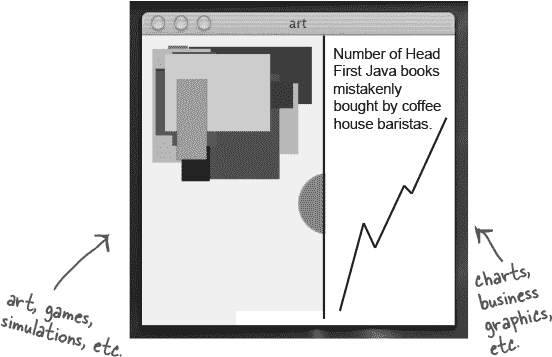 art
Number of Head
First Java books
mistakenly
bought by coffee
house baristas.
art, games,
simulations, etc.
charts,
business
graphics,
etc.